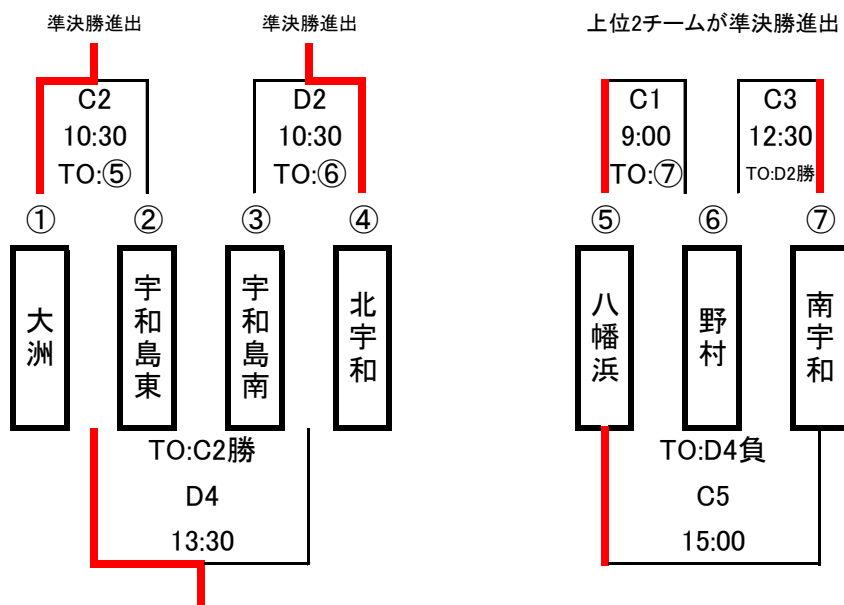 準決勝進出
準決勝進出
上位2チームが準決勝進出
C2
10:30
TO:⑤
D2
10:30
TO:⑥
C1
9:00
TO:⑦
C3
12:30
TO:D2勝
①
②
③
④
⑤
⑥
⑦
大洲
宇和島東
宇和島南
北宇和
八幡浜
野村
南宇和
TO:C2勝
D4
13:30
TO:D4負
C5
15:00